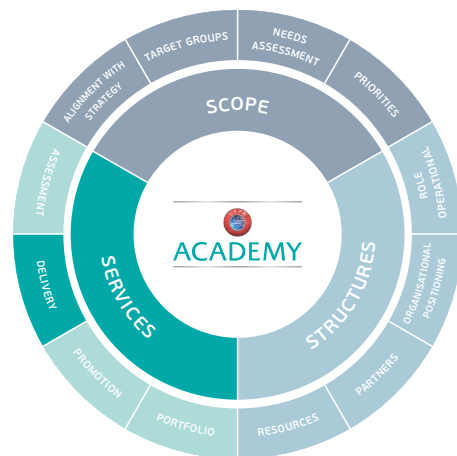 ALIGNMENT WITH
STRATEGY
TARGET GROUPS
NEEDS
ASSESSMENT
PRIORITIES
ROLE
OPERATIONAL
ORGANISATIONAL
POSITIONING
PARTNERS
RESOURCES
PORTFOLIO
PROMOTION
DELIVERY
ASSESSMENT
SCOPE
STRUCTURES
SERVICES
UEFA
ACADEMY